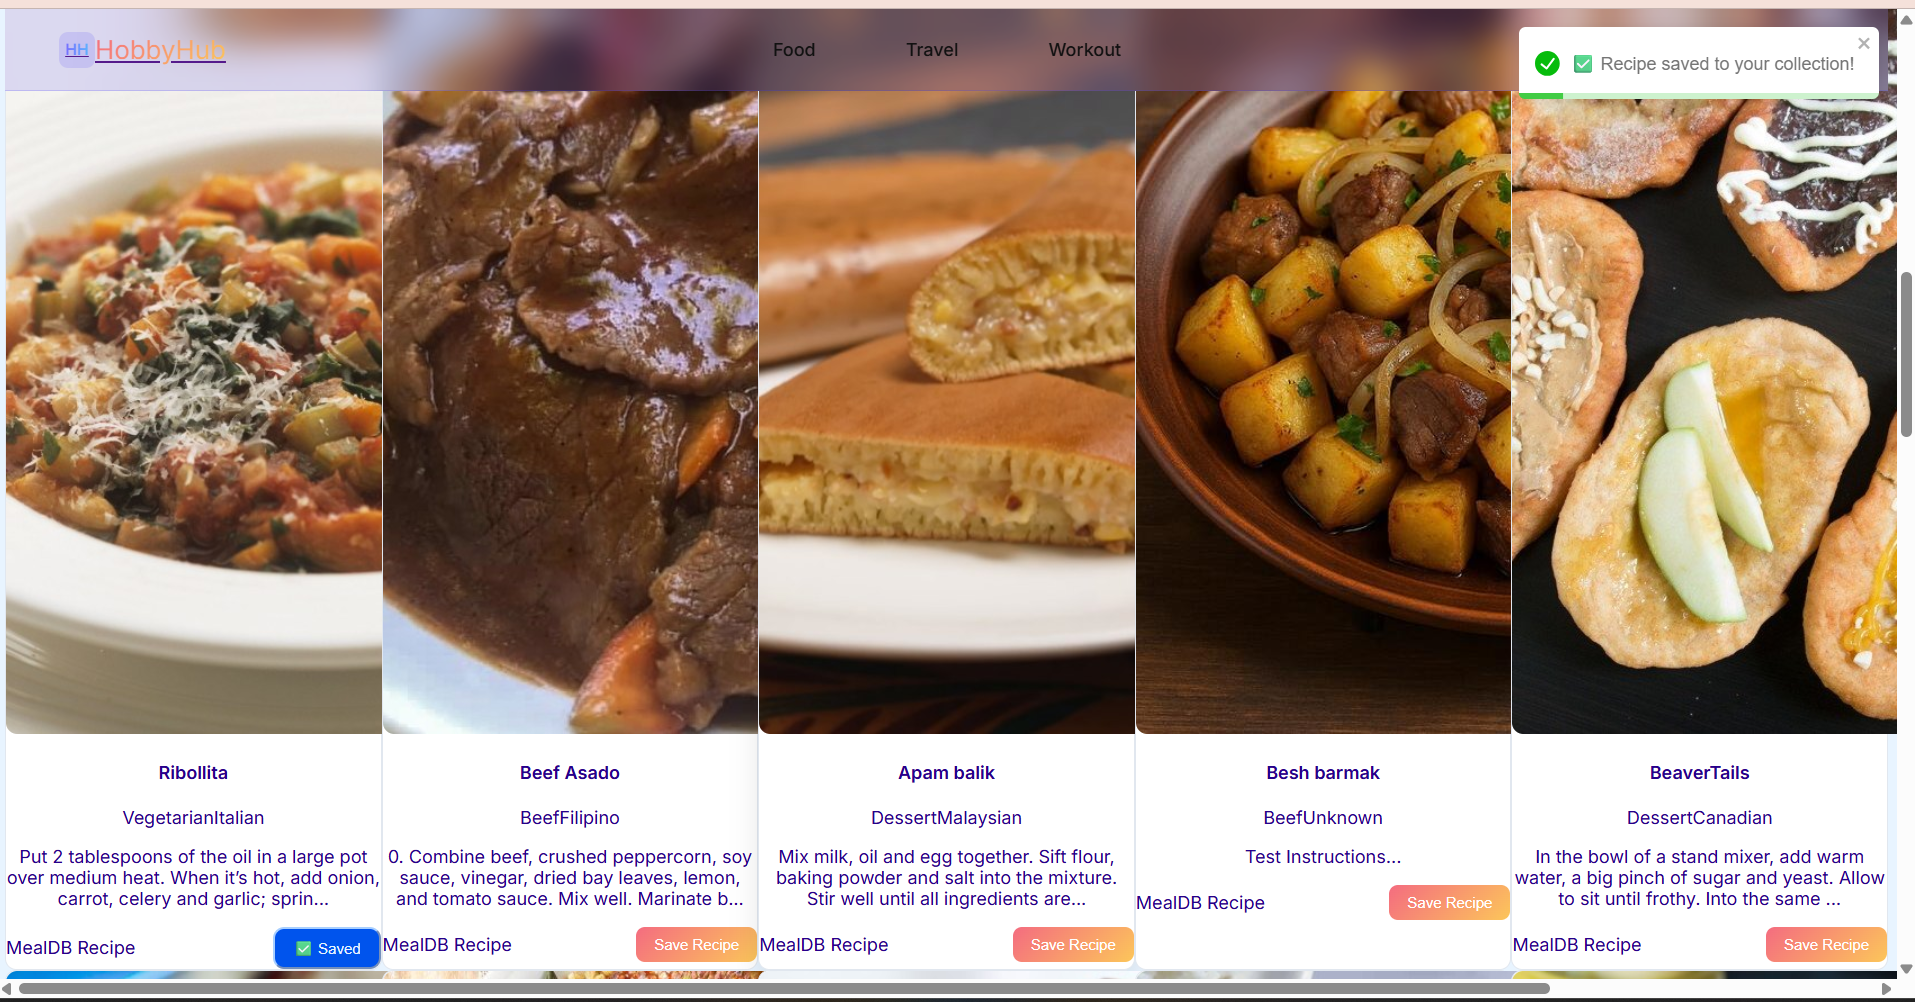 HH HobbyHub
Food Travel Workout
✅ Recipe saved to your collection!
Ribollita
VegetarianItalian
Put 2 tablespoons of the oil in a large pot
over medium heat. When it’s hot, add onion,
carrot, celery and garlic; sprin...
MealDB Recipe
✅ Saved
Beef Asado
BeefFilipino
0. Combine beef, crushed peppercorn, soy
sauce, vinegar, dried bay leaves, lemon,
and tomato sauce. Mix well. Marinate b...
MealDB Recipe
Save Recipe
Apam balik
DessertMalaysian
Mix milk, oil and egg together. Sift flour,
baking powder and salt into the mixture.
Stir well until all ingredients are...
MealDB Recipe
Save Recipe
Besh barmak
BeefUnknown
Test Instructions...
MealDB Recipe
Save Recipe
BeaverTails
DessertCanadian
In the bowl of a stand mixer, add warm
water, a big pinch of sugar and yeast. Allow
to sit until frothy. Into the same ...
MealDB Recipe
Save Recipe